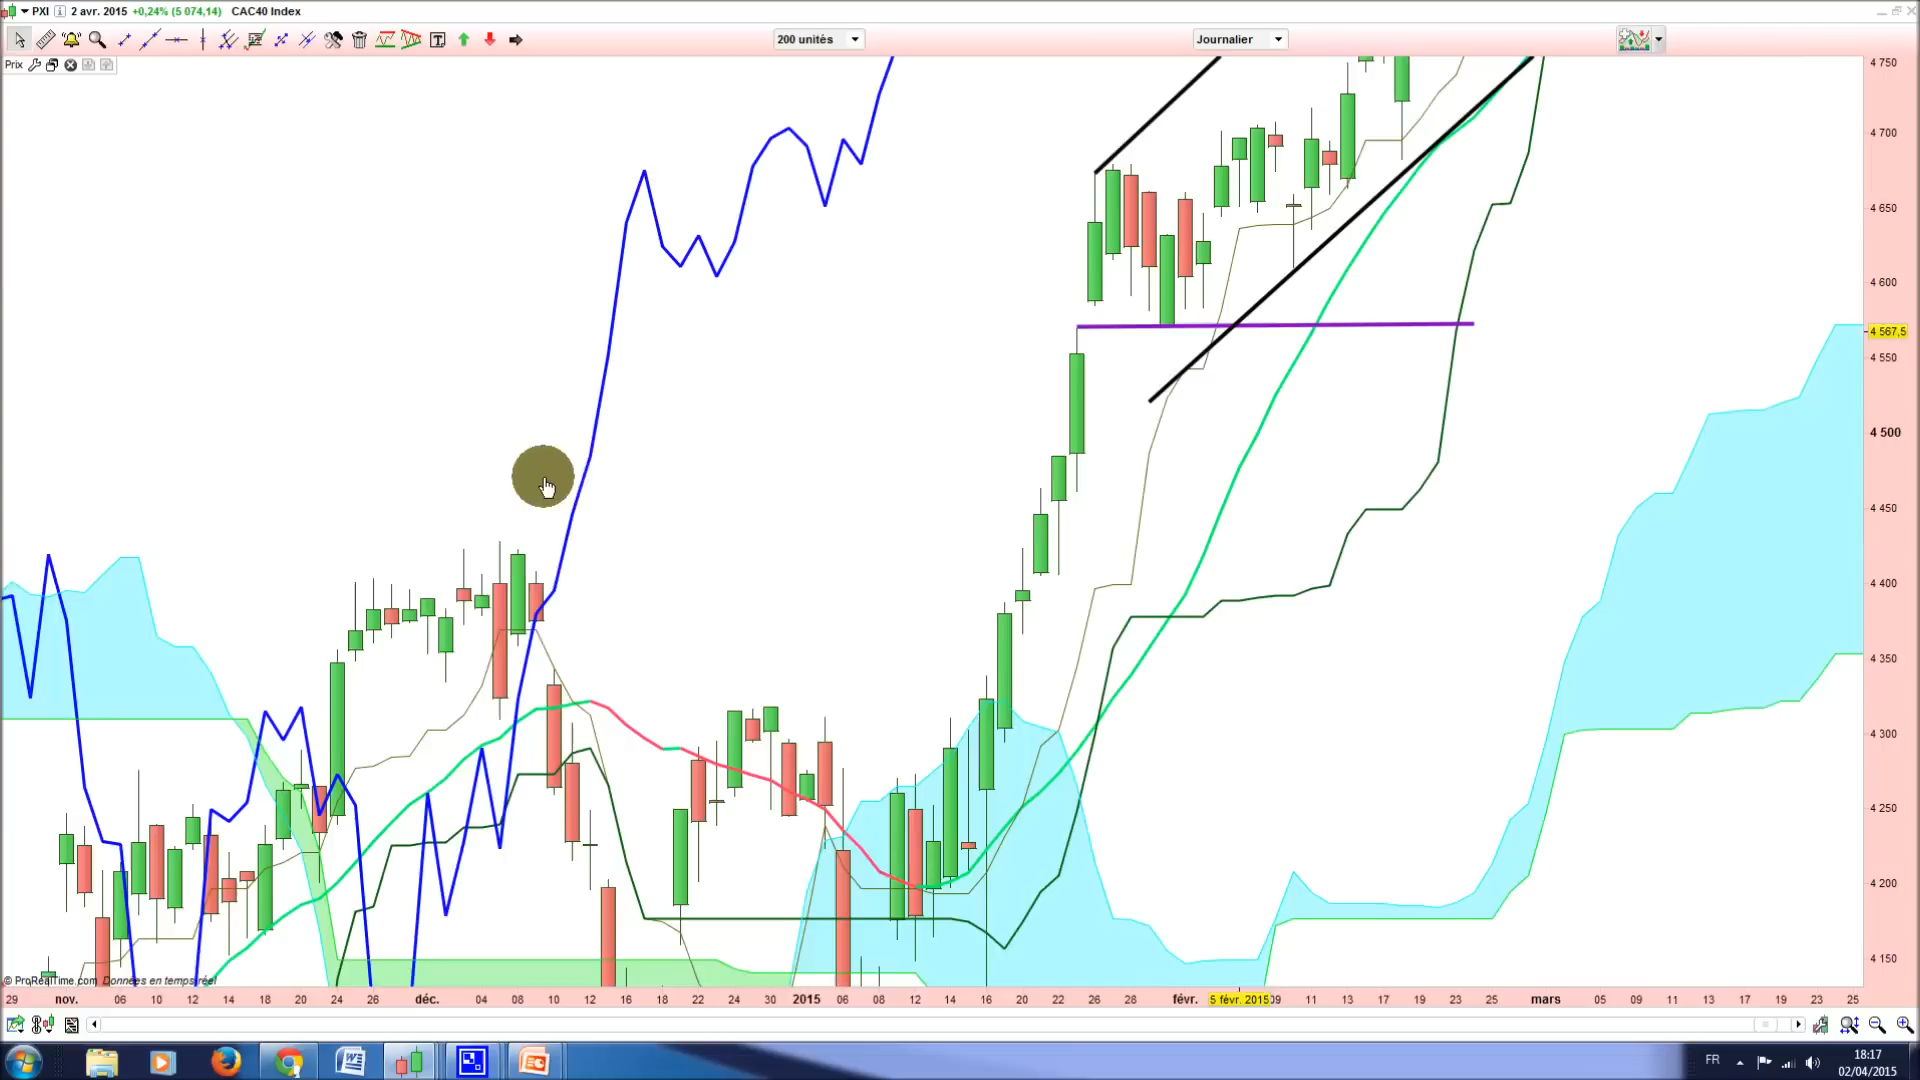 PXI 2 avr. 2015 +0,24% (5 074,14) CAC40 Index
200 unités
Journalier
Prix
4 750
4 700
4 650
4 600
4 567,5
4 550
4 500
4 450
4 400
4 350
4 300
4 250
4 200
4 150
© ProRealTime.com Données en temps réel
29 nov. 06 10 12 14 18 20 24 26 déc. 04 08 10 12 16 18 22 24 30 2015 06 08 12 14 16 20 22 26 28 févr. 5 févr. 2015 09 11 13 17 19 23 25 mars 05 09 11 13 17 19 23 25
FR
18:17
02/04/2015